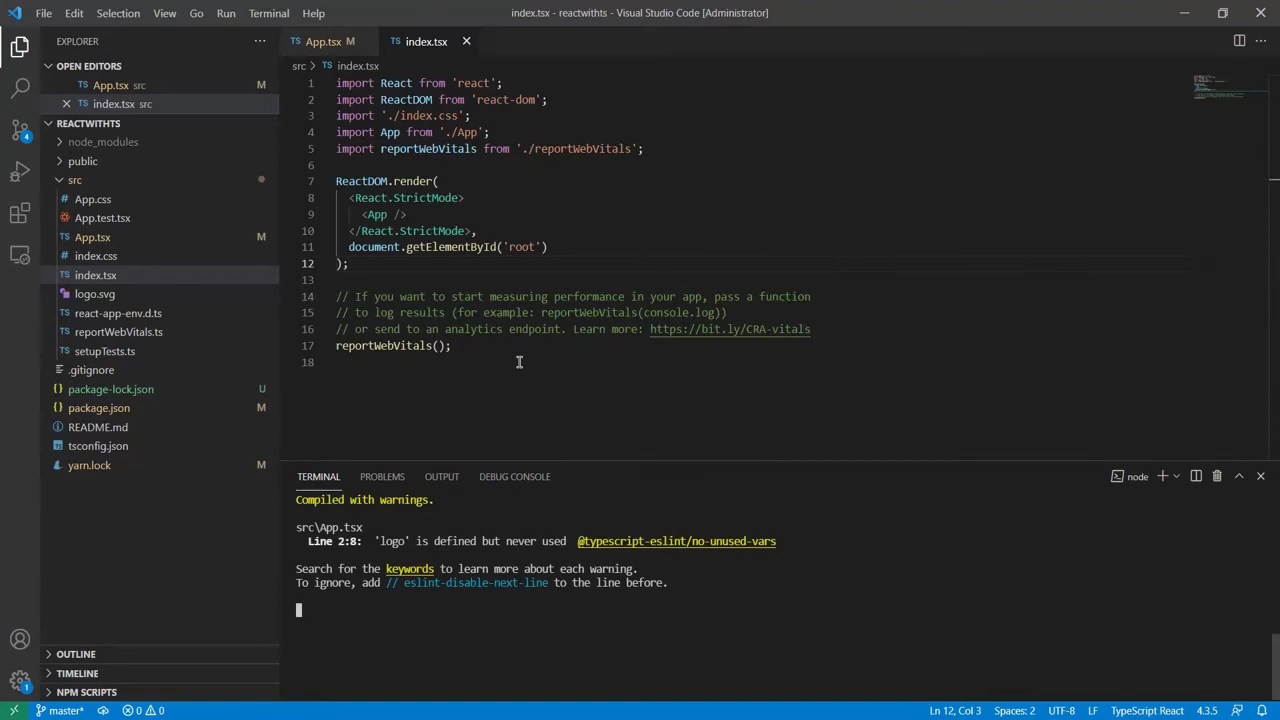 File Edit Selection View Go Run Terminal Help
index.tsx - reactwithts - Visual Studio Code [Administrator]
EXPLORER
OPEN EDITORS
App.tsx src M
index.tsx src
REACTWITHTS
node_modules
public
src
App.css
App.test.tsx
App.tsx M
index.css
index.tsx
logo.svg
react-app-env.d.ts
reportWebVitals.ts
setupTests.ts
.gitignore
package-lock.json U
package.json M
README.md
tsconfig.json
yarn.lock M
OUTLINE
TIMELINE
NPM SCRIPTS
App.tsx M
index.tsx
src > TS index.tsx
1 import React from 'react';
2 import ReactDOM from 'react-dom';
3 import './index.css';
4 import App from './App';
5 import reportWebVitals from './reportWebVitals';
6
7 ReactDOM.render(
8 <React.StrictMode>
9 <App />
10 </React.StrictMode>,
11 document.getElementById('root')
12 );
13
14 // If you want to start measuring performance in your app, pass a function
15 // to log results (for example: reportWebVitals(console.log))
16 // or send to an analytics endpoint. Learn more: https://bit.ly/CRA-vitals
17 reportWebVitals();
18
TERMINAL PROBLEMS OUTPUT DEBUG CONSOLE
node
Compiled with warnings.
src\App.tsx
Line 2:8: 'logo' is defined but never used @typescript-eslint/no-unused-vars
Search for the keywords to learn more about each warning.
To ignore, add // eslint-disable-next-line to the line before.
4
1
master* 0 0
Ln 12, Col 3 Spaces: 2 UTF-8 LF TypeScript React 4.3.5